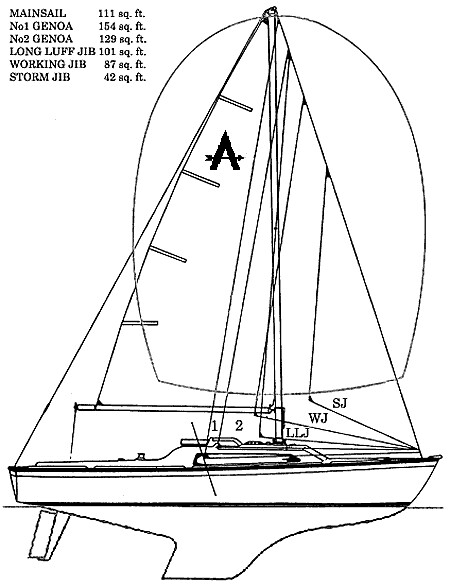 MAINSAIL 111 sq. ft.
No1 GENOA 154 sq. ft.
No2 GENOA 129 sq. ft.
LONG LUFF JIB 101 sq. ft.
WORKING JIB 87 sq. ft.
STORM JIB 42 sq. ft.
A
SJ
WJ
1 2
LLJ